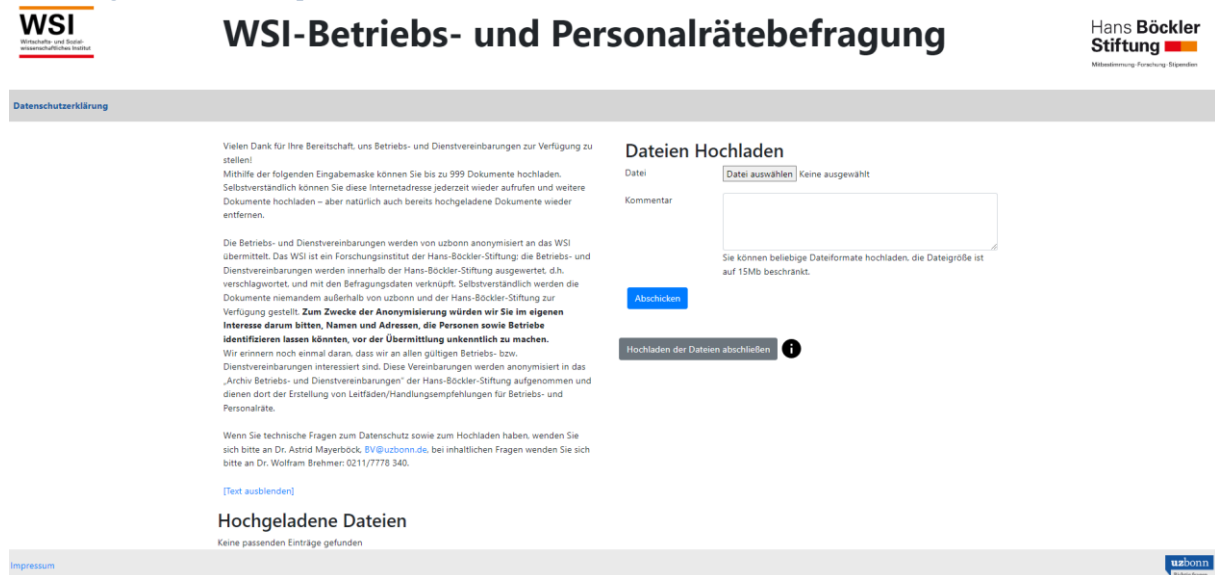 WSI
Wirtschafts- und Sozial-
wissenschaftliches Institut
WSI-Betriebs- und Personalrätebefragung
Hans Böckler
Stiftung
Mitbestimmung·Forschung·Stipendien
Datenschutzerklärung
Vielen Dank für Ihre Bereitschaft, uns Betriebs- und Dienstvereinbarungen zur Verfügung zu
stellen!
Mithilfe der folgenden Eingabemaske können Sie bis zu 999 Dokumente hochladen.
Selbstverständlich können Sie diese Internetadresse jederzeit wieder aufrufen und weitere
Dokumente hochladen – aber natürlich auch bereits hochgeladene Dokumente wieder
entfernen.
Die Betriebs- und Dienstvereinbarungen werden von uzbonn anonymisiert an das WSI
übermittelt. Das WSI ist ein Forschungsinstitut der Hans-Böckler-Stiftung; die Betriebs- und
Dienstvereinbarungen werden innerhalb der Hans-Böckler-Stiftung ausgewertet, d.h.
verschlagwortet, und mit den Befragungsdaten verknüpft. Selbstverständlich werden die
Dokumente niemandem außerhalb von uzbonn und der Hans-Böckler-Stiftung zur
Verfügung gestellt. Zum Zwecke der Anonymisierung würden wir Sie im eigenen
Interesse darum bitten, Namen und Adressen, die Personen sowie Betriebe
identifizieren lassen könnten, vor der Übermittlung unkenntlich zu machen.
Wir erinnern noch einmal daran, dass wir an allen gültigen Betriebs- bzw.
Dienstvereinbarungen interessiert sind. Diese Vereinbarungen werden anonymisiert in das
„Archiv Betriebs- und Dienstvereinbarungen" der Hans-Böckler-Stiftung aufgenommen und
dienen dort der Erstellung von Leitfäden/Handlungsempfehlungen für Betriebs- und
Personalräte.
Wenn Sie technische Fragen zum Datenschutz sowie zum Hochladen haben, wenden Sie
sich bitte an Dr. Astrid Mayerböck, BV@uzbonn.de, bei inhaltlichen Fragen wenden Sie sich
bitte an Dr. Wolfram Brehmer: 0211/7778 340.
[Text ausblenden]
Hochgeladene Dateien
Keine passenden Einträge gefunden
Dateien Hochladen
Datei Datei auswählen Keine ausgewählt
Kommentar
Sie können beliebige Dateiformate hochladen, die Dateigröße ist
auf 15Mb beschränkt.
Abschicken
Hochladen der Dateien abschließen i
Impressum
uzbonn